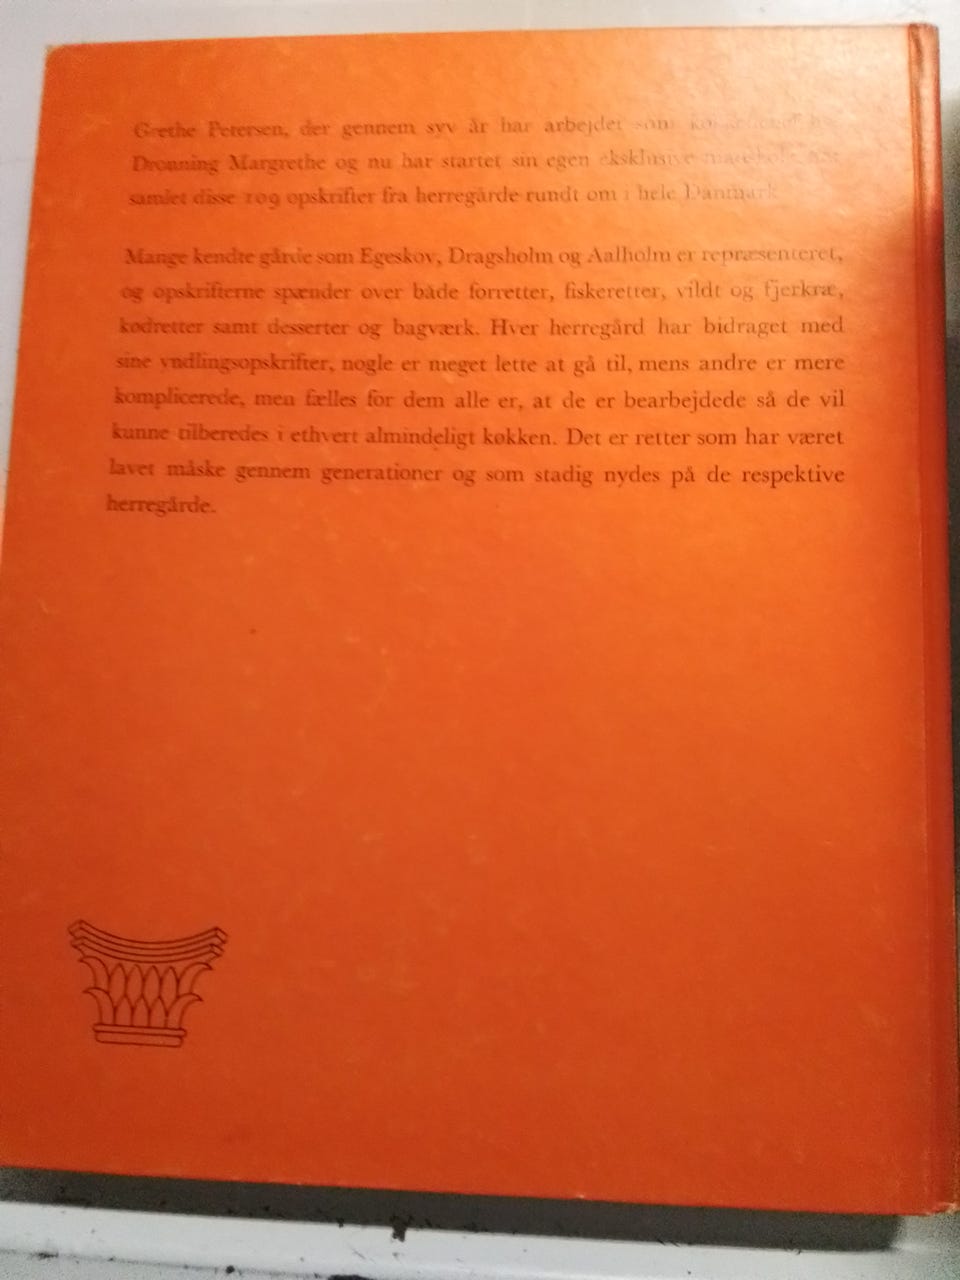 Grethe Petersen, der gennem syv år har arbejdet som
Dronning Margrethe og nu har startet sin egen eksklusive
samlet disse 109 opskrifter fra herregårde rundt om i hele Danmark
Mange kendte gårde som Egeskov, Dragsholm og Aalholm er repræsenteret,
og opskrifterne spænder over både forretter, fiskeretter, vildt og fjerkræ,
kødretter samt desserter og bagværk. Hver herregård har bidraget med
sine yndlingsopskrifter, nogle er meget lette at gå til, mens andre er mere
komplicerede, men fælles for dem alle er, at de er bearbejdede så de vil
kunne tilberedes i ethvert almindeligt køkken. Det er retter som har været
lavet måske gennem generationer og som stadig nydes på de respektive
herregårde.